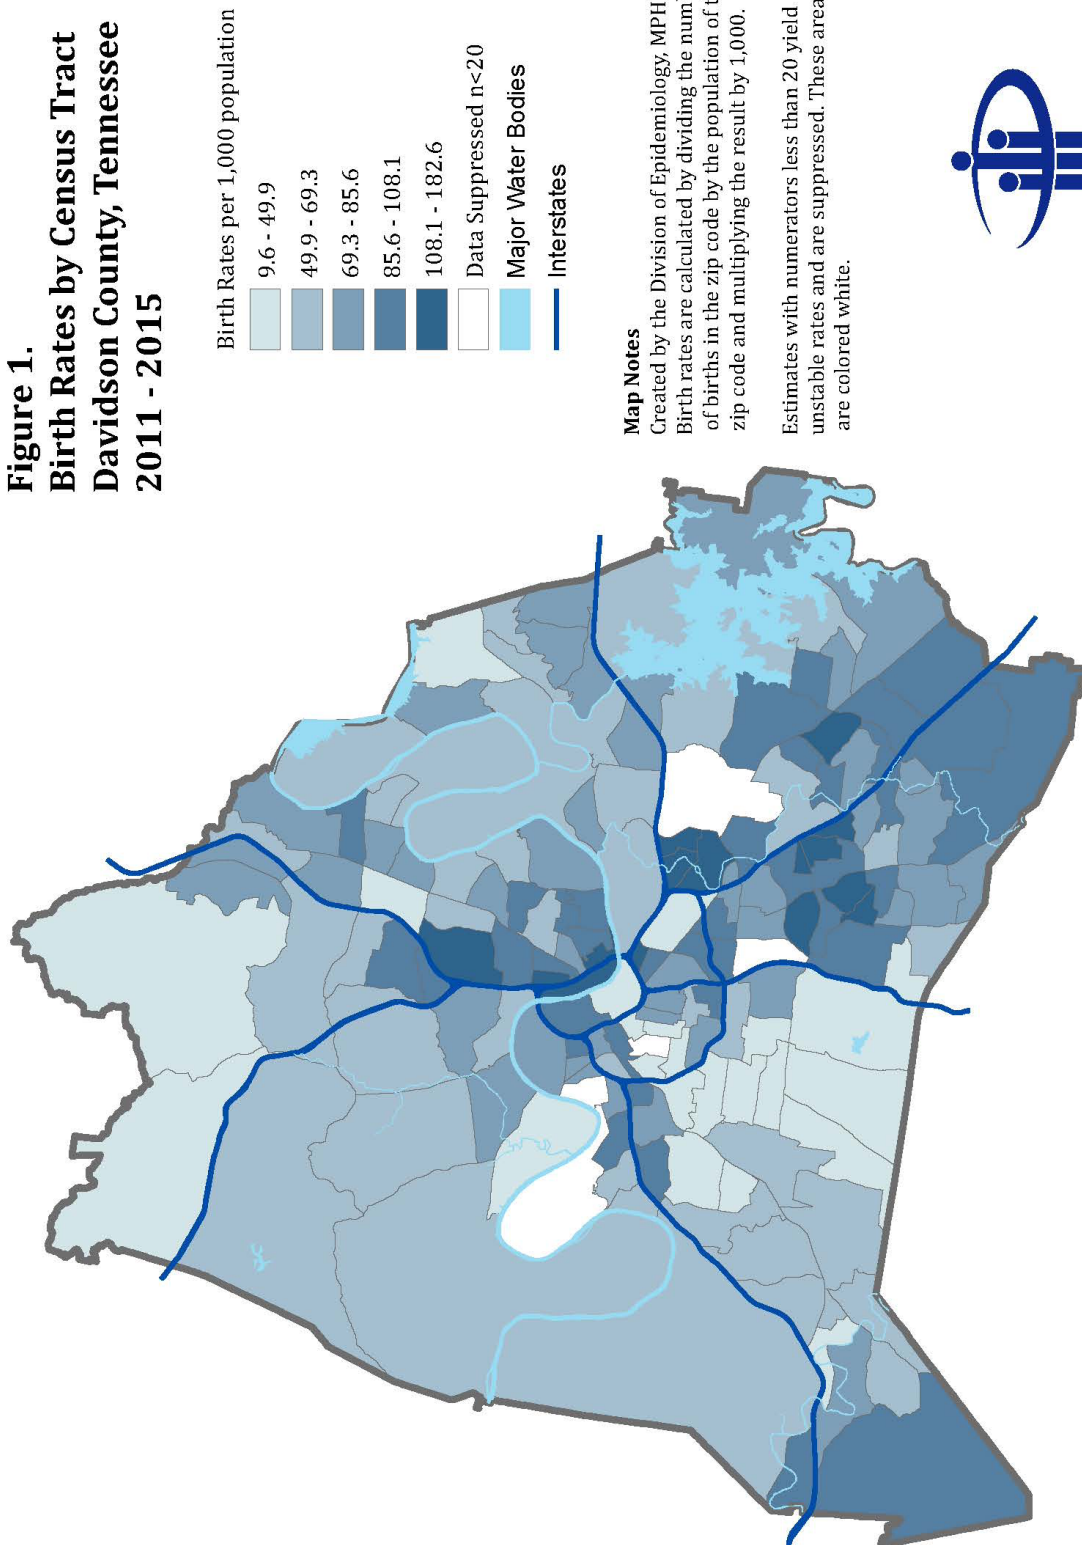 Figure 1.
Birth Rates by Census Tract
Davidson County, Tennessee
2011 - 2015
Birth Rates per 1,000 population
9.6 - 49.9
49.9 - 69.3
69.3 - 85.6
85.6 - 108.1
108.1 - 182.6
Data Suppressed n<20
Major Water Bodies
Interstates
Map Notes
Created by the Division of Epidemiology, MPH
Birth rates are calculated by dividing the num
of births in the zip code by the population of t
zip code and multiplying the result by 1,000.
Estimates with numerators less than 20 yield
unstable rates and are suppressed. These area
are colored white.